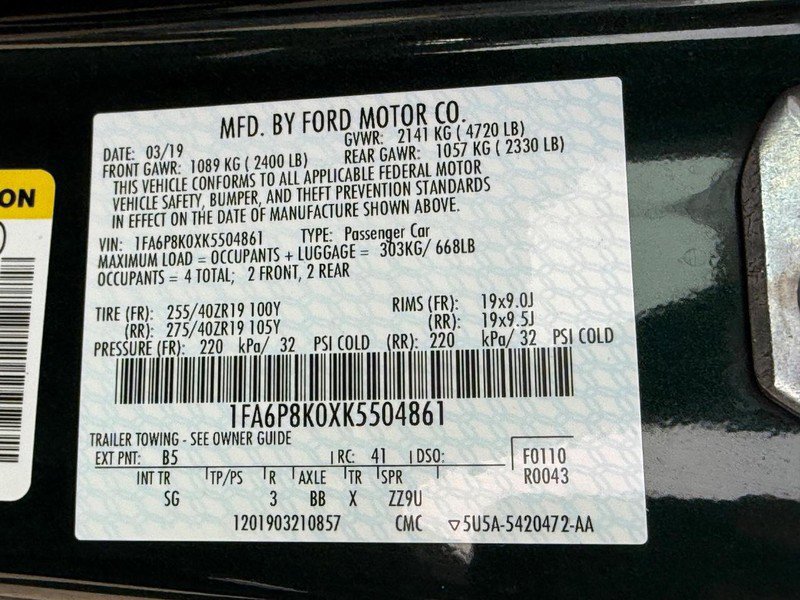 MFD. BY FORD MOTOR CO.
DATE: 03/19 GVWR: 2141 KG ( 4720 LB)
FRONT GAWR: 1089 KG ( 2400 LB) REAR GAWR: 1057 KG ( 2330 LB)
THIS VEHICLE CONFORMS TO ALL APPLICABLE FEDERAL MOTOR
VEHICLE SAFETY, BUMPER, AND THEFT PREVENTION STANDARDS
IN EFFECT ON THE DATE OF MANUFACTURE SHOWN ABOVE.
VIN: 1FA6P8K0XK5504861 TYPE: Passenger Car
MAXIMUM LOAD = OCCUPANTS + LUGGAGE = 303KG/ 668LB
OCCUPANTS = 4 TOTAL; 2 FRONT, 2 REAR
TIRE (FR): 255/40ZR19 100Y RIMS (FR): 19x9.0J
(RR): 275/40ZR19 105Y (RR): 19x9.5J
PRESSURE (FR): 220 kPa/ 32 PSI COLD (RR): 220 kPa/ 32 PSI COLD
1FA6P8K0XK5504861
TRAILER TOWING - SEE OWNER GUIDE
EXT PNT: B5 RC: 41 DSO: F0110
R0043
INT TR TP/PS R AXLE TR SPR
SG 3 BB X ZZ9U
1201903210857 CMC ▽5U5A-5420472-AA
ON